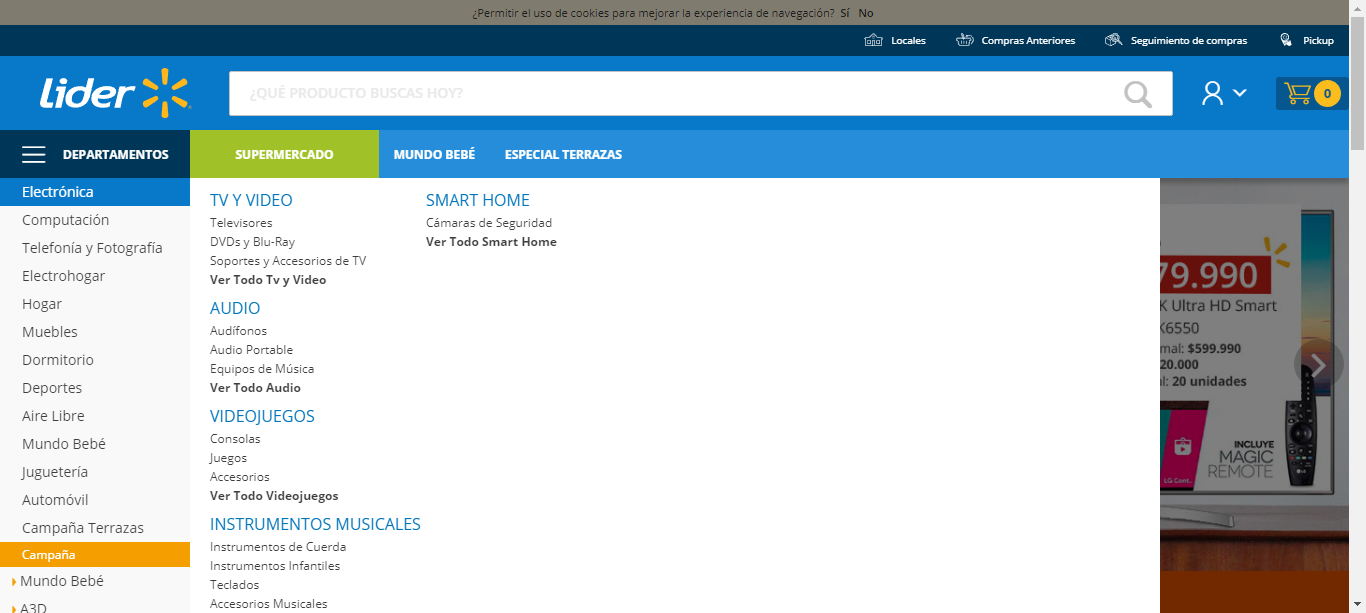 ¿Permitir el uso de cookies para mejorar la experiencia de navegación? Sí No
Locales Compras Anteriores Seguimiento de compras Pickup
Lider
¿QUÉ PRODUCTO BUSCAS HOY?
0
DEPARTAMENTOS SUPERMERCADO MUNDO BEBÉ ESPECIAL TERRAZAS
Electrónica
Computación
Telefonía y Fotografía
Electrohogar
Hogar
Muebles
Dormitorio
Deportes
Aire Libre
Mundo Bebé
Juguetería
Automóvil
Campaña Terrazas
Campaña
Mundo Bebé
A3D
TV Y VIDEO
Televisores
DVDs y Blu-Ray
Soportes y Accesorios de TV
Ver Todo Tv y Video
AUDIO
Audífonos
Audio Portable
Equipos de Música
Ver Todo Audio
VIDEOJUEGOS
Consolas
Juegos
Accesorios
Ver Todo Videojuegos
INSTRUMENTOS MUSICALES
Instrumentos de Cuerda
Instrumentos Infantiles
Teclados
Accesorios Musicales
SMART HOME
Cámaras de Seguridad
Ver Todo Smart Home
79.990
K Ultra HD Smart
K6550
mal: $599.990
20.000
l: 20 unidades
INCLUYE
MAGIC
REMOTE
LG Cont.
LG